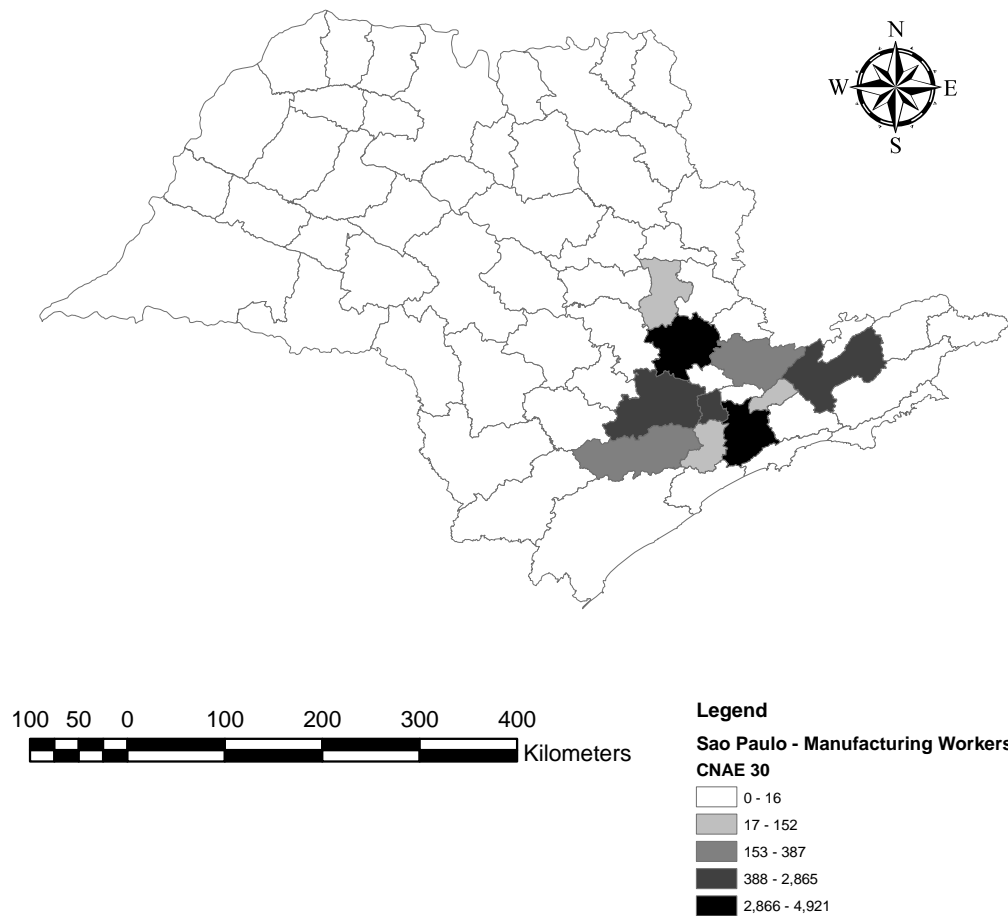 N
W E
S
100 50 0 100 200 300 400
Kilometers
Legend
Sao Paulo - Manufacturing Workers
CNAE 30
0 - 16
17 - 152
153 - 387
388 - 2,865
2,866 - 4,921